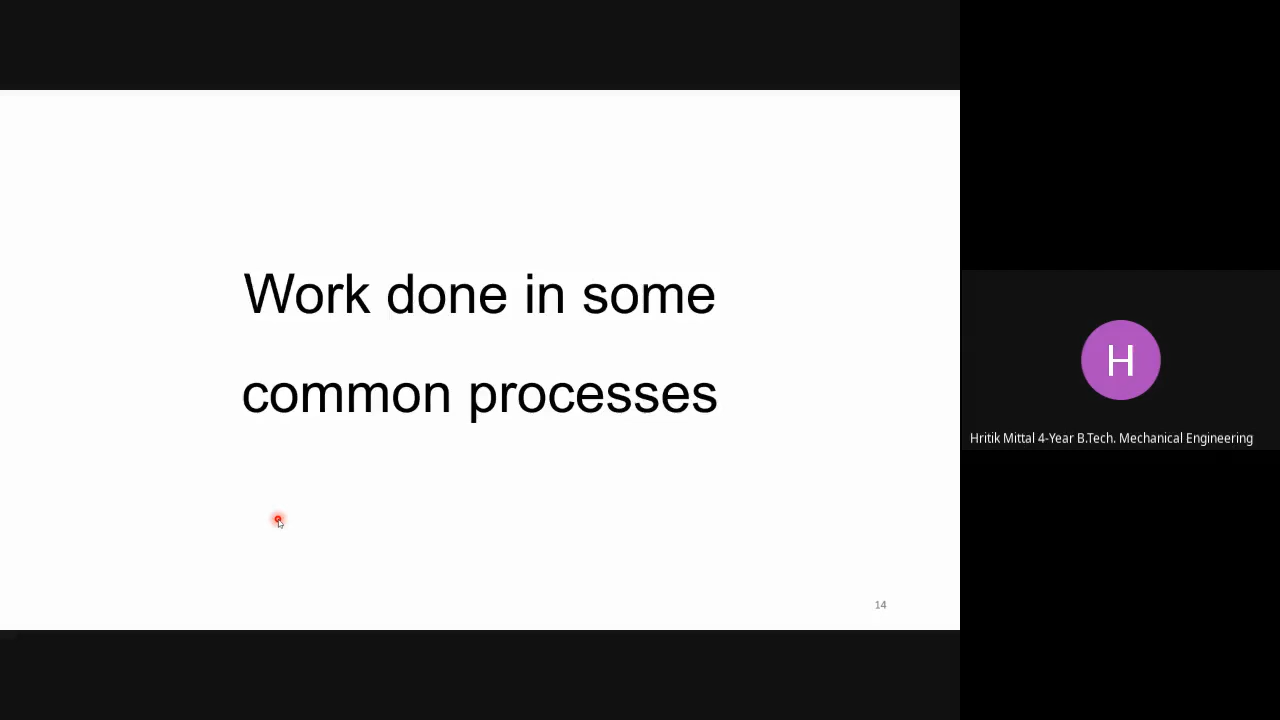 Work done in some
common processes
14
H
Hritik Mittal 4-Year B.Tech. Mechanical Engineering